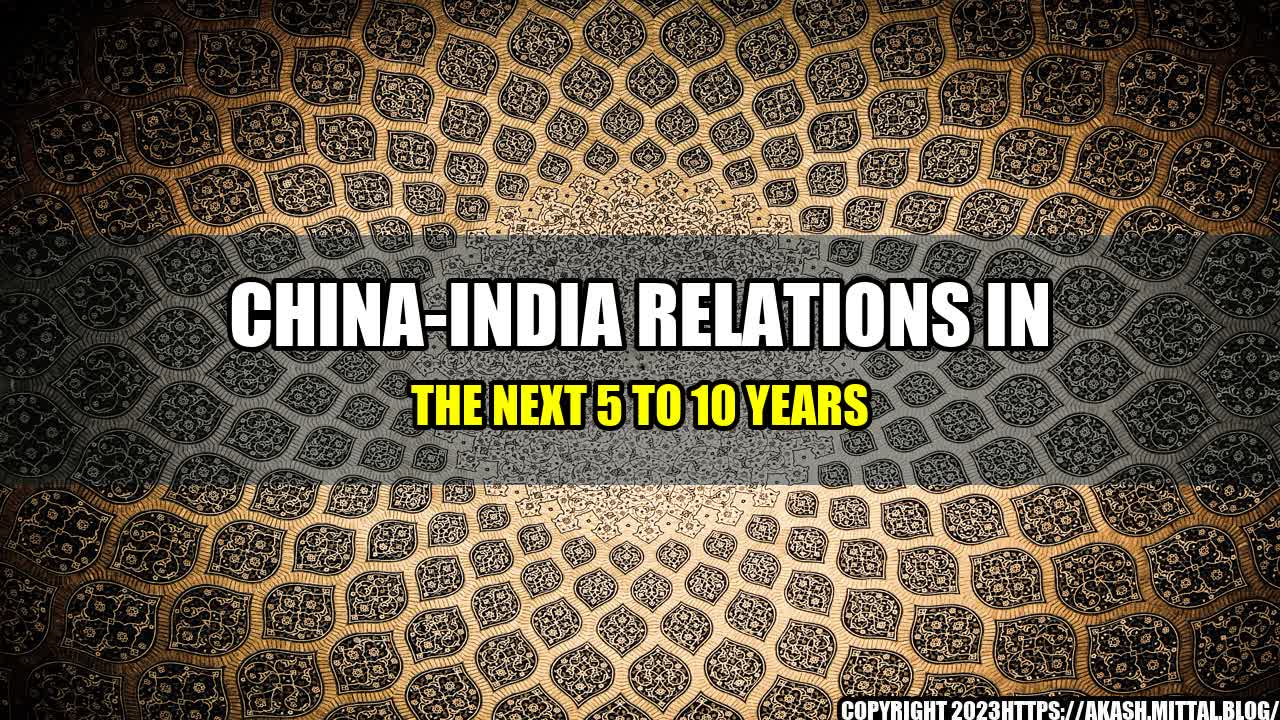 CHINA-INDIA RELATIONS IN
THE NEXT 5 TO 10 YEARS
COPYRIGHT 2023HTTPS://AKASH.MITTAL.BLOG/